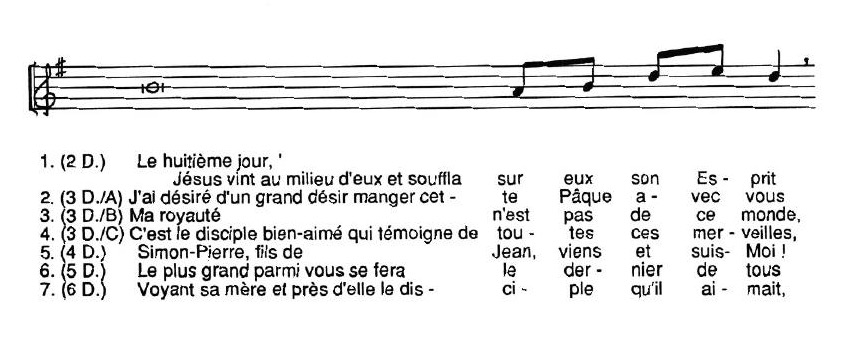 1. (2 D.) Le huitième jour, '
Jésus vint au milieu d'eux et souffla sur eux son Es - prit
2. (3 D./A) J'ai désiré d'un grand désir manger cet - te Pâque a - vec vous
3. (3 D./B) Ma royauté n'est pas de ce monde,
4. (3 D./C) C'est le disciple bien-aimé qui témoigne de tou - tes ces mer - veilles,
5. (4 D.) Simon-Pierre, fils de Jean, viens et suis- Moi !
6. (5 D.) Le plus grand parmi vous se fera le der - nier de tous
7. (6 D.) Voyant sa mère et près d'elle le dis - ci - ple qu'il ai - mait,